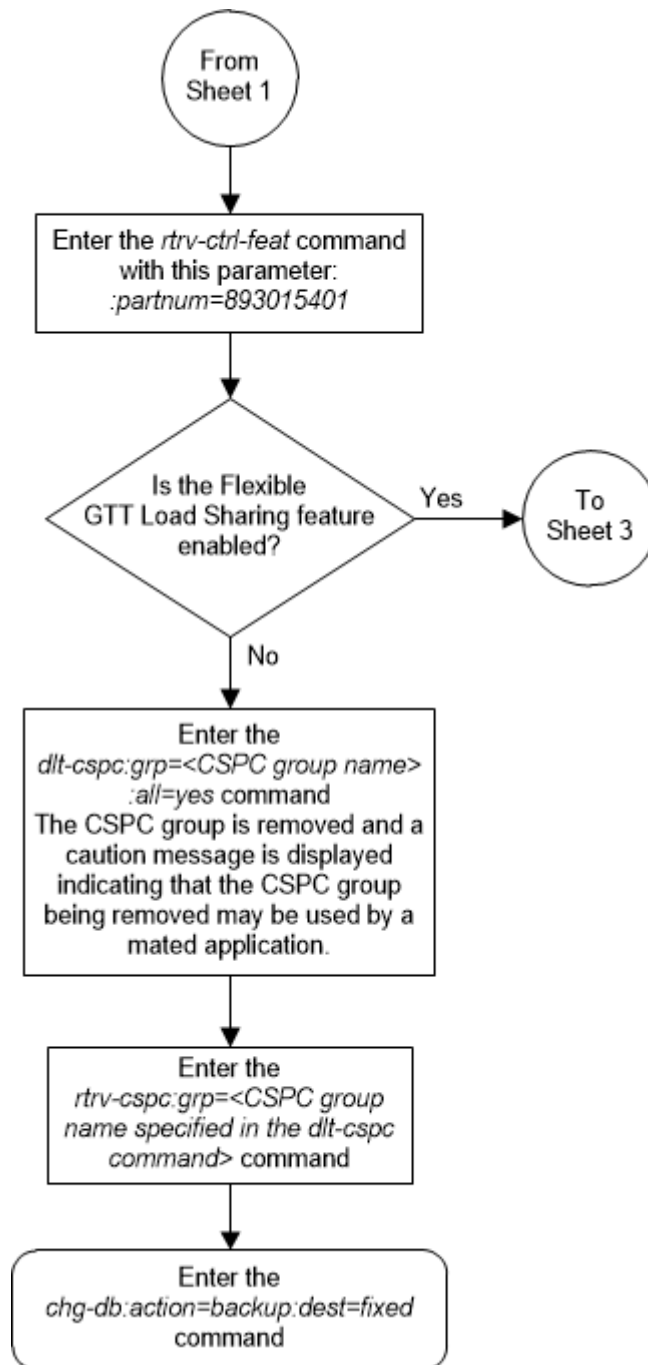 From
Sheet 1
Enter the rtrv-ctrl-feat command
with this parameter:
:partnum=893015401
Is the Flexible
GTT Load Sharing feature
enabled?
Yes
To
Sheet 3
No
Enter the
dlt-cspc:grp=<CSPC group name>
:all=yes command
The CSPC group is removed and a
caution message is displayed
indicating that the CSPC group
being removed may be used by a
mated application.
Enter the
rtrv-cspc:grp=<CSPC group
name specified in the dlt-cspc
command> command
Enter the
chg-db:action=backup:dest=fixed
command